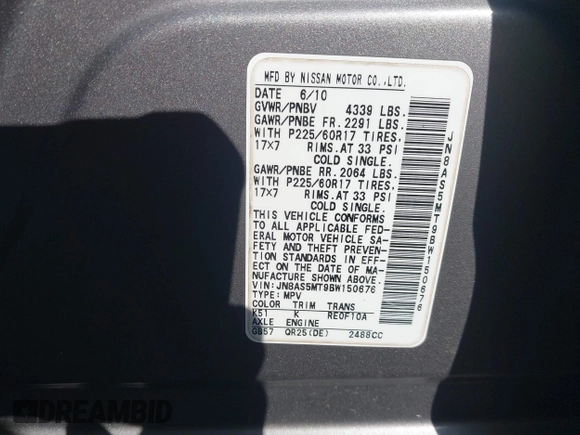 MFD BY NISSAN MOTOR CO.,LTD.
DATE 6/10
GVWR/PNBV 4339 LBS.
GAWR/PNBE FR.2291 LBS.
WITH P225/60R17 TIRES.
17×7 RIMS.AT 33 PSI
COLD SINGLE.
GAWR/PNBE RR.2064 LBS.
WITH P225/60R17 TIRES.
17×7 RIMS.AT 33 PSI
COLD SINGLE.
THIS VEHICLE CONFORMS
TO ALL APPLICABLE FED-
ERAL MOTOR VEHICLE SA-
FETY AND THEFT PREVEN-
TION STANDARDS IN EFF-
ECT ON THE DATE OF MA-
NUFACTURE SHOWN ABOVE.
VIN:JN8AS5MT9BW150676
TYPE:MPV
COLOR TRIM TRANS
K51 K RE0F10A
AXLE ENGINE
GB57 QR25(DE) 2488CC
JN8AS5MT9BW150676
DREAMBID